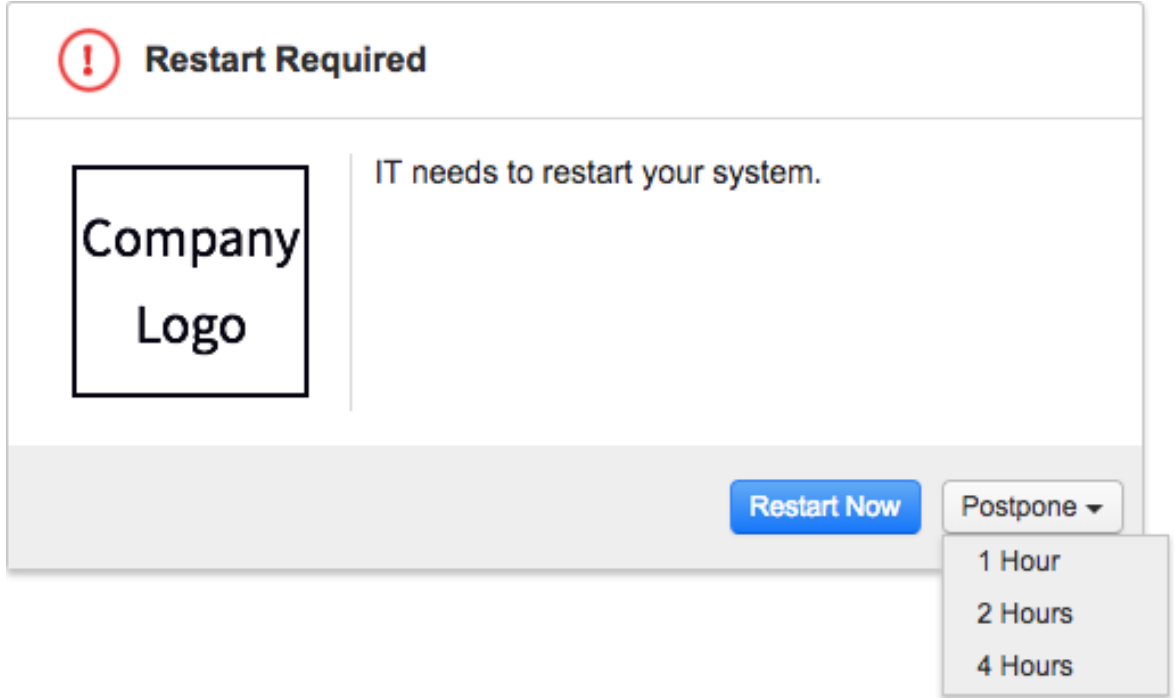 Restart Required
Company
Logo
IT needs to restart your system.
Restart Now
Postpone
1 Hour
2 Hours
4 Hours